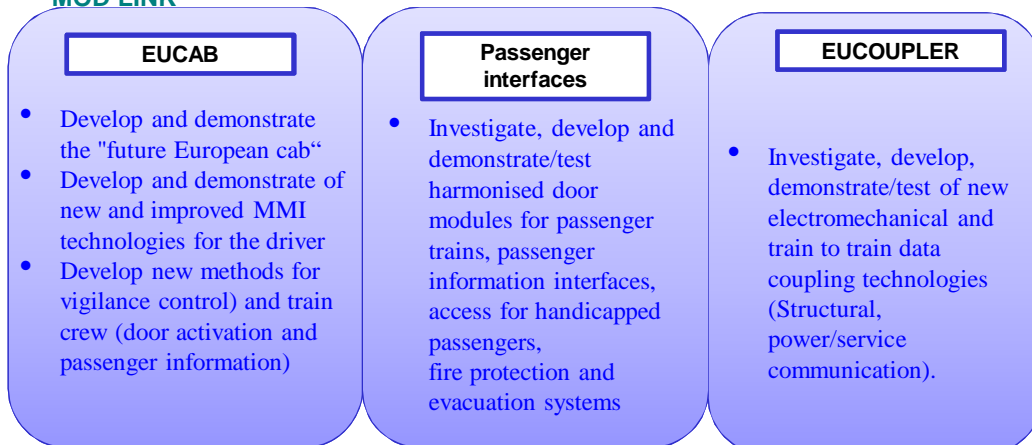 MOD LINK
EUCAB
• Develop and demonstrate
the "future European cab“
• Develop and demonstrate of
new and improved MMI
technologies for the driver
• Develop new methods for
vigilance control) and train
crew (door activation and
passenger information)
Passenger
interfaces
• Investigate, develop and
demonstrate/test
harmonised door
modules for passenger
trains, passenger
information interfaces,
access for handicapped
passengers,
fire protection and
evacuation systems
EUCOUPLER
• Investigate, develop,
demonstrate/test of new
electromechanical and
train to train data
coupling technologies
(Structural,
power/service
communication).